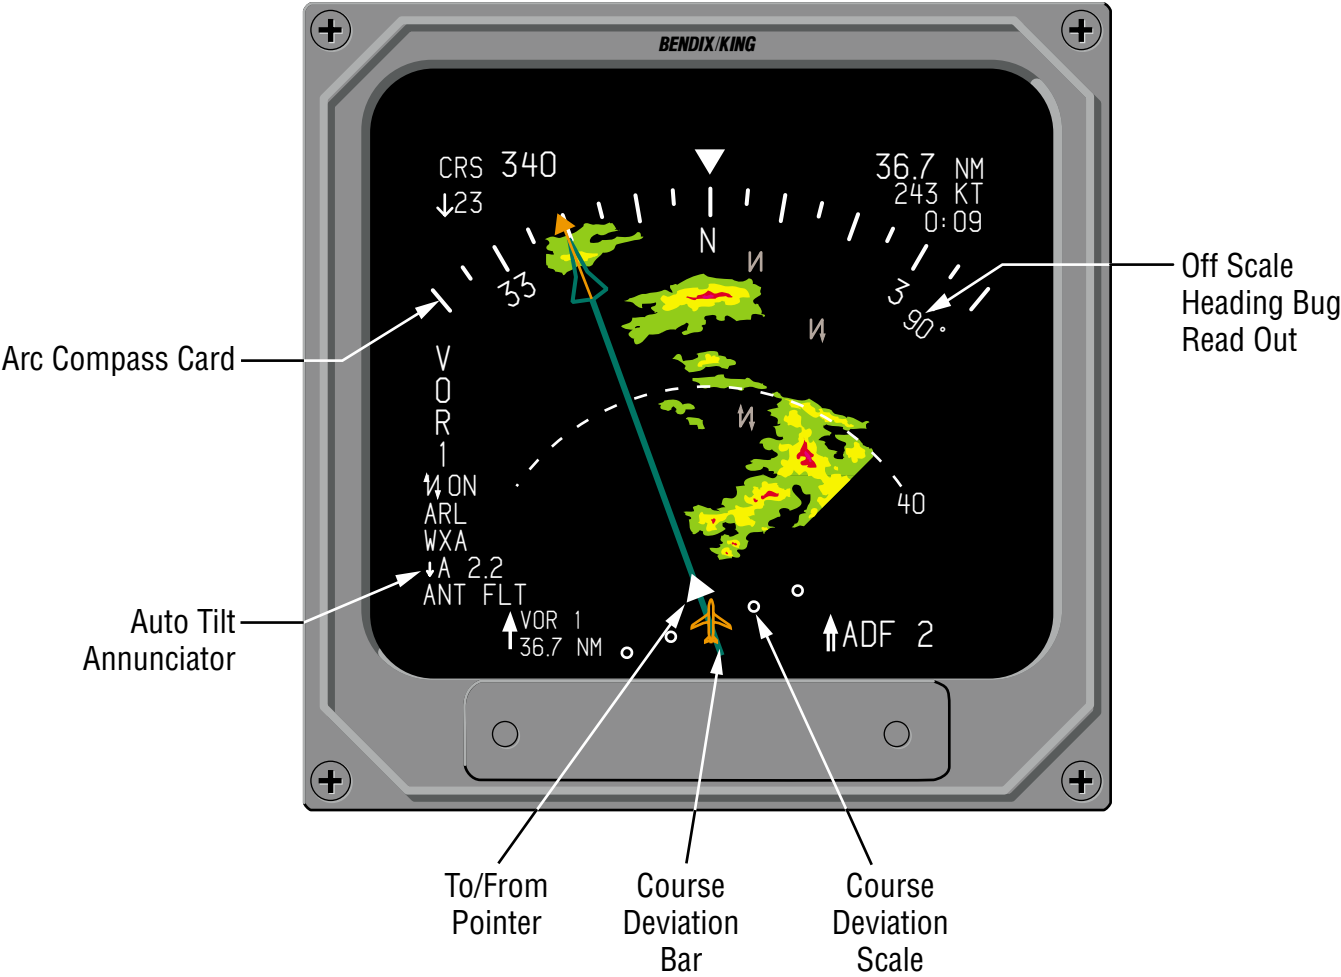 BENDIX/KING
CRS 340
↓23
36.7 NM
243 KT
0:09
N
33
3
90°
Off Scale
Heading Bug
Read Out
Arc Compass Card
V
O
R
1
ON
ARL
WXA
↓A 2.2
ANT FLT
40
VOR 1
36.7 NM
ADF 2
Auto Tilt
Annunciator
To/From
Pointer
Course
Deviation
Bar
Course
Deviation
Scale